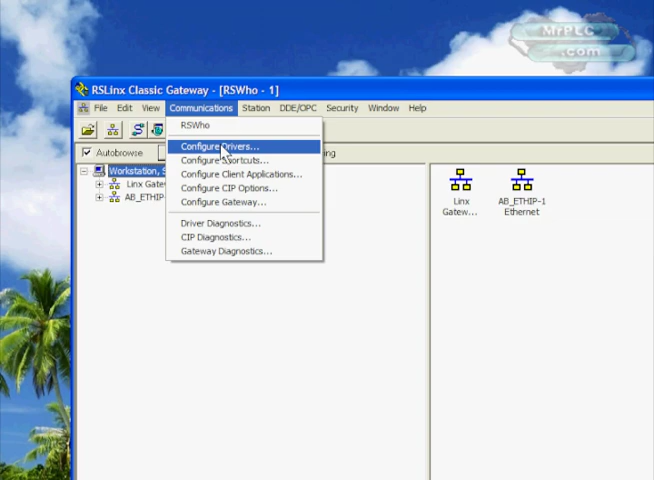 MrPLC
.com
RSLinx Classic Gateway - [RSWho - 1]
File Edit View Communications Station DDE/OPC Security Window Help
RSWho
Configure Drivers...
Autobrowse
ing
Configure Shortcuts...
Configure Client Applications...
Configure CIP Options...
Configure Gateway...
Driver Diagnostics...
CIP Diagnostics...
Gateway Diagnostics...
Workstation, S
Linx Gate
AB_ETHIP-
Linx
Gatew...
AB_ETHIP-1
Ethernet